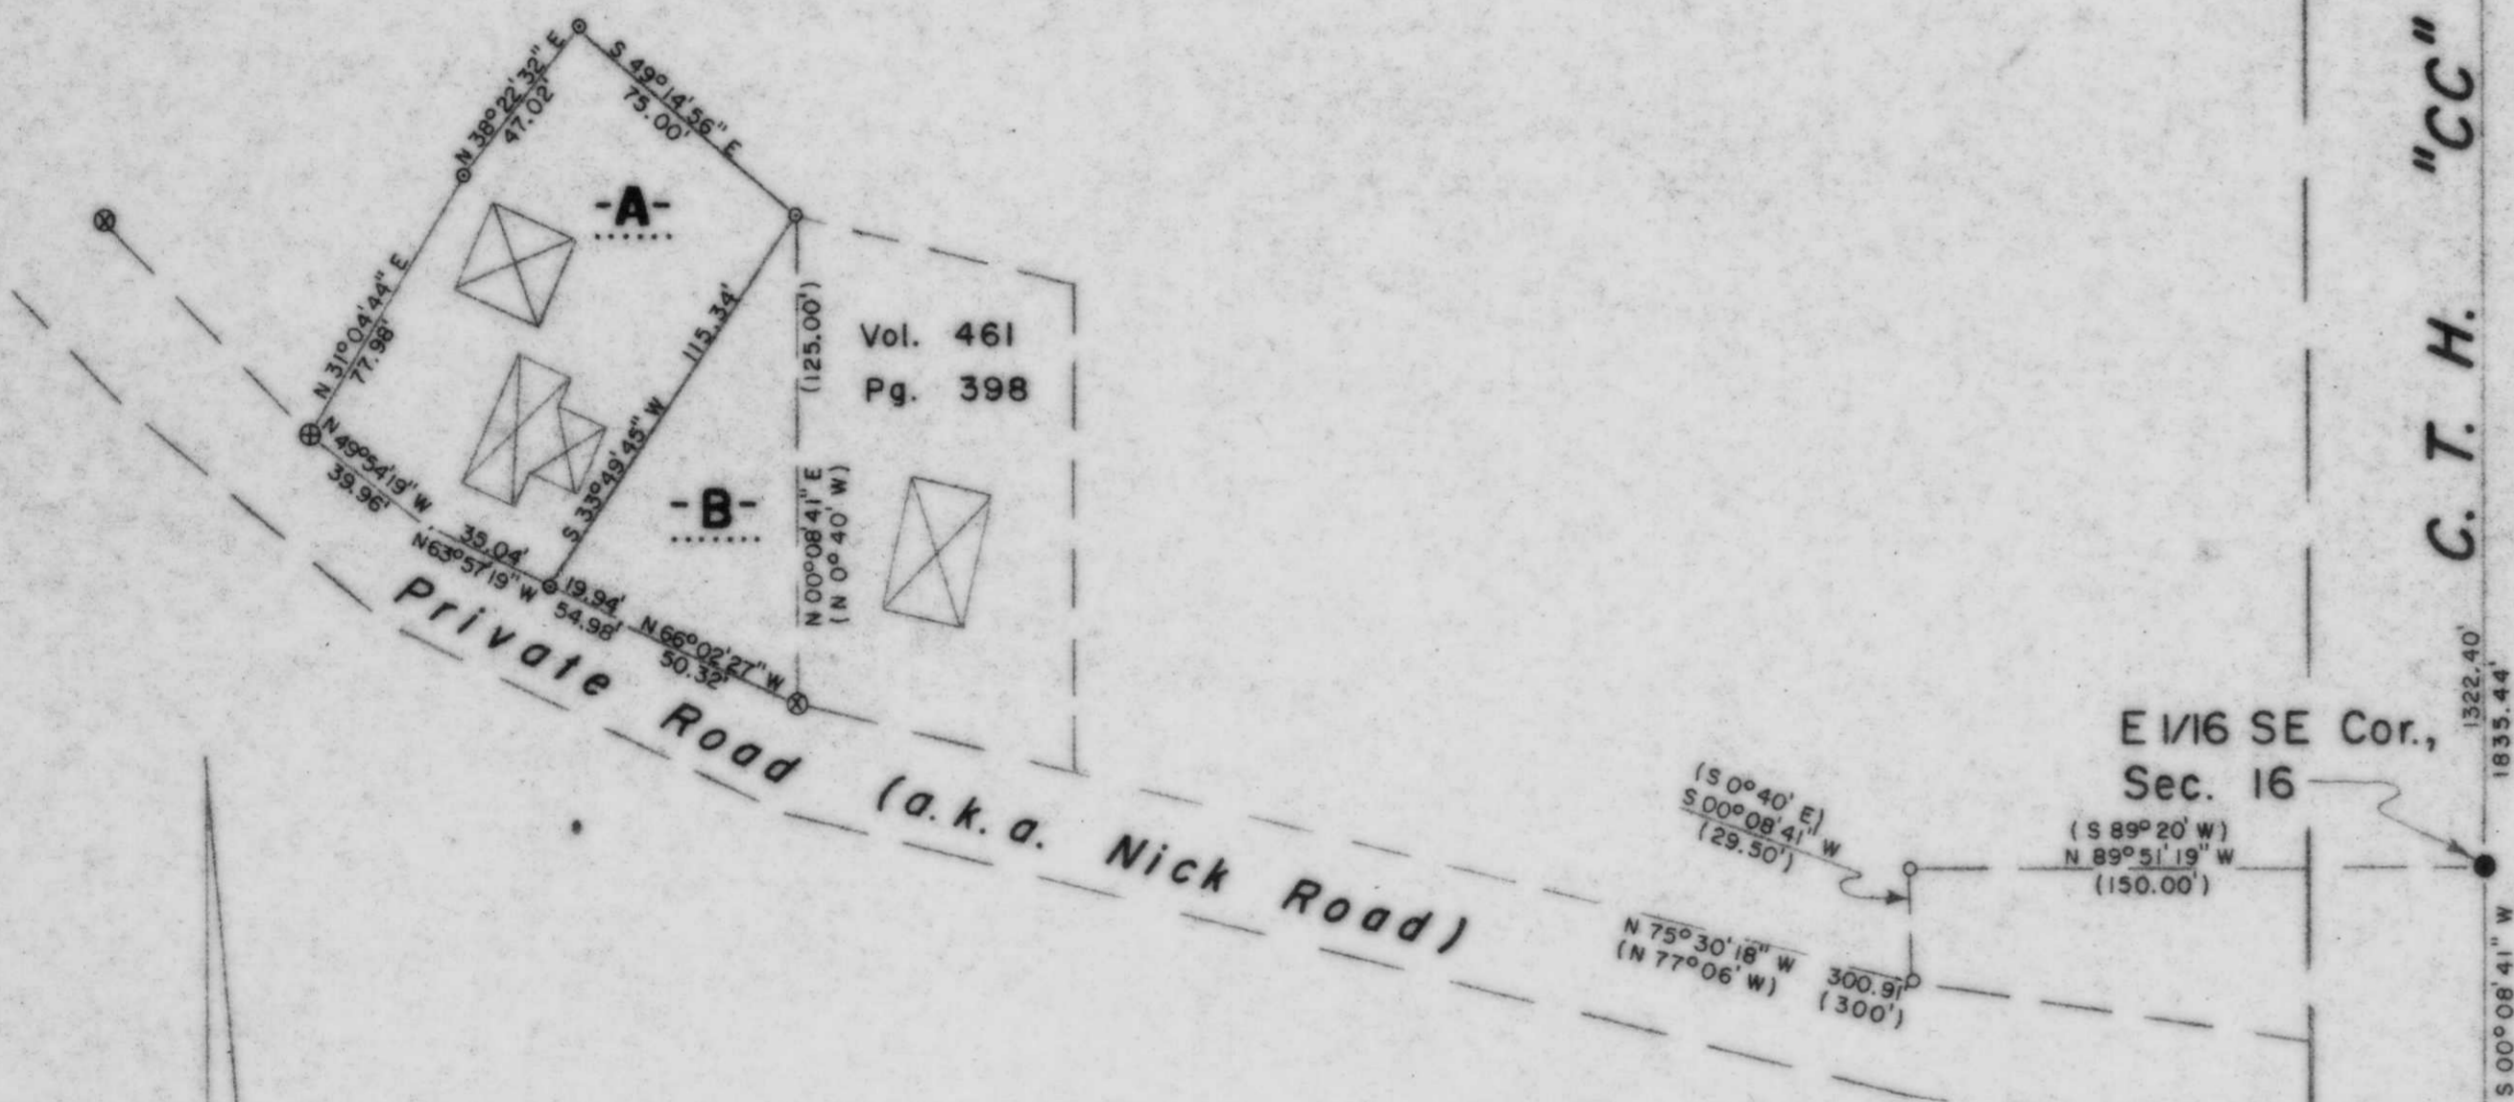 N 38°22'32" E
47.02'
S 49°14'56" E
75.00'
-A-
N 31°04'44" E
77.98'
115.34'
S 33°49'45" W
(125.00')
N 00°08'41" E
(N 0°40' W)
Vol. 461
Pg. 398
-B-
N 49°54'19" W
39.96'
35.04'
N 63°57'19" W
19.94'
54.98'
N 66°02'27" W
50.32'
Private Road (a.k.a. Nick Road)
C. T. H. "CC"
1322.40'
1835.44'
E 1/16 SE Cor.,
Sec. 16
(S 0°40' E)
S 00°08'41" W
(29.50')
(S 89°20' W)
N 89°51'19" W
(150.00')
N 75°30'18" W
(N 77°06' W)
300.91'
(300')
S 00°08'41" W